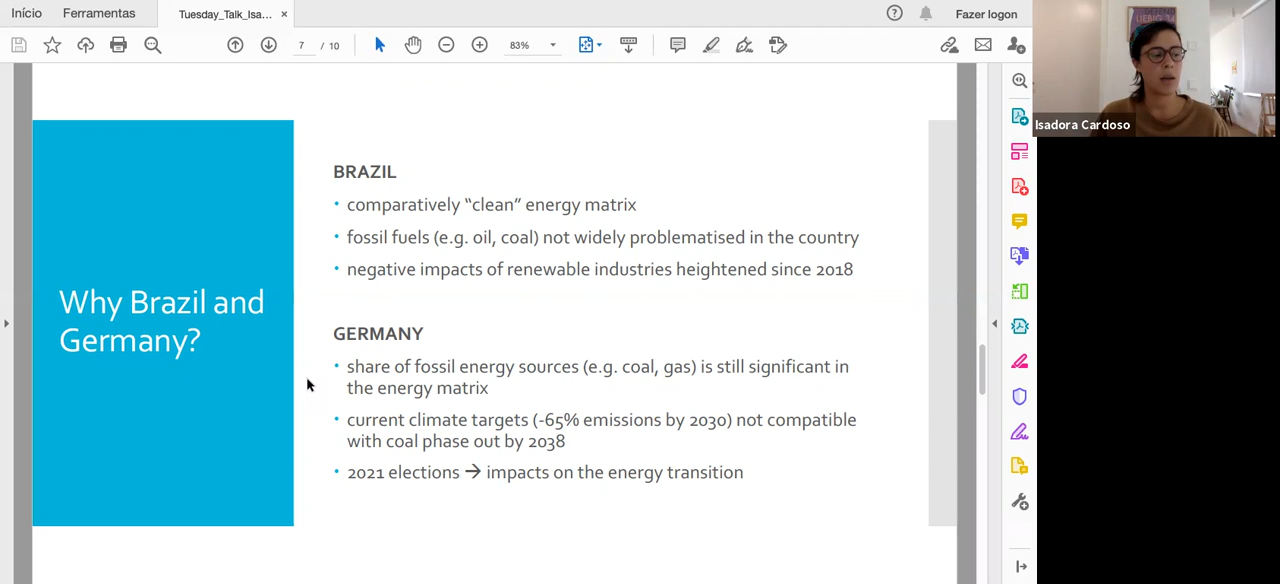 Início Ferramentas Tuesday_Talk_Isa... ×
Fazer logon
7 / 10 83%
LIEBIG 34
Isadora Cardoso
Why Brazil and
Germany?
BRAZIL
• comparatively “clean” energy matrix
• fossil fuels (e.g. oil, coal) not widely problematised in the country
• negative impacts of renewable industries heightened since 2018
GERMANY
• share of fossil energy sources (e.g. coal, gas) is still significant in
the energy matrix
• current climate targets (-65% emissions by 2030) not compatible
with coal phase out by 2038
• 2021 elections → impacts on the energy transition